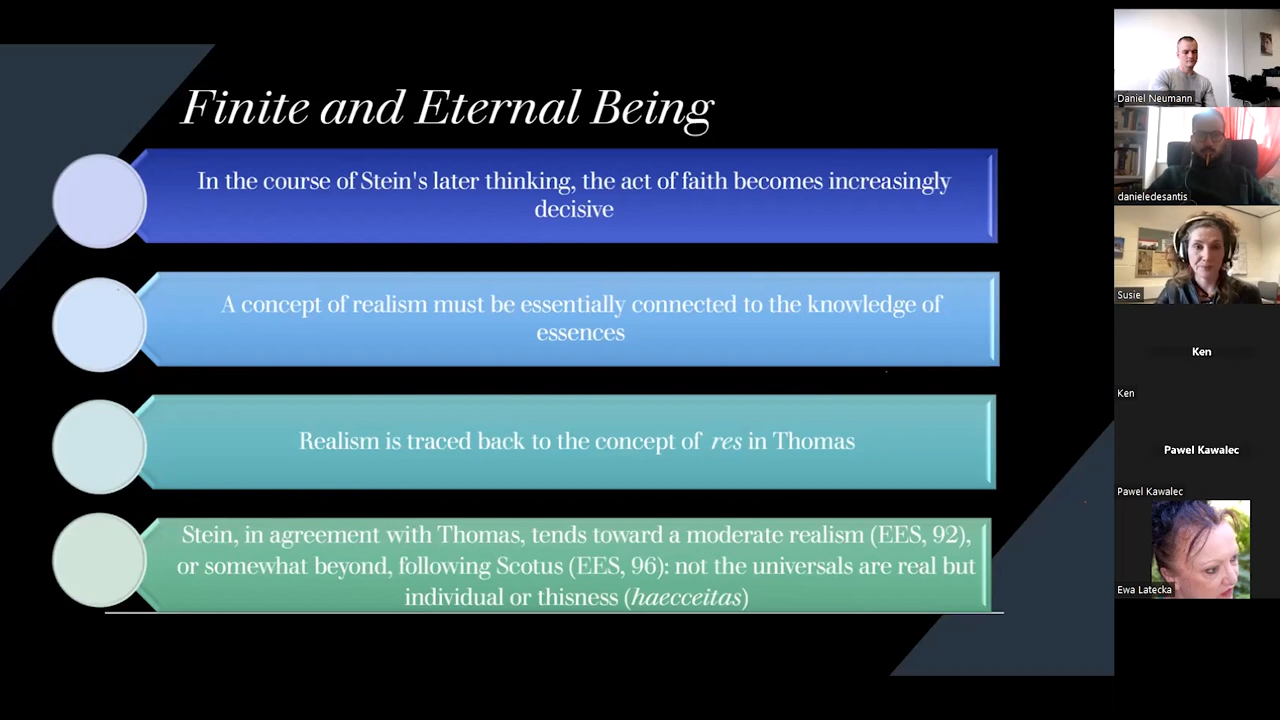 Finite and Eternal Being
In the course of Stein's later thinking, the act of faith becomes increasingly
decisive
A concept of realism must be essentially connected to the knowledge of
essences
Realism is traced back to the concept of res in Thomas
Stein, in agreement with Thomas, tends toward a moderate realism (EES, 92),
or somewhat beyond, following Scotus (EES, 96): not the universals are real but
individual or thisness (haecceitas)
Daniel Neumann
danieledesantis
Susie
Ken
Ken
Pawel Kawalec
Pawel Kawalec
Ewa Latecka